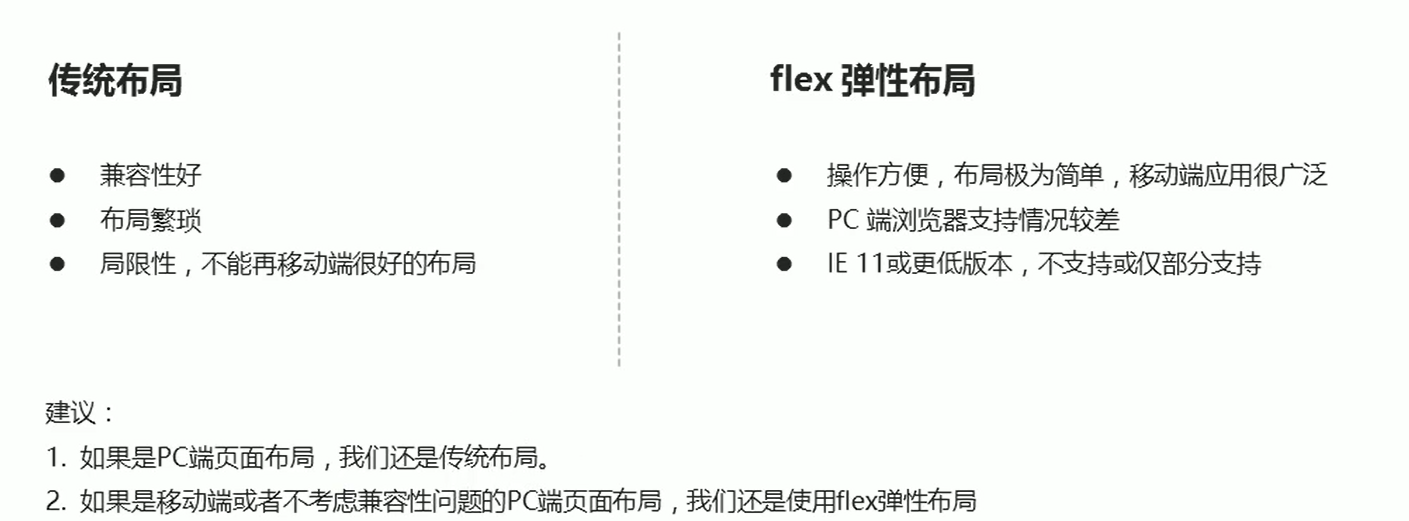 传统布局
● 兼容性好
● 布局繁琐
● 局限性，不能再移动端很好的布局
flex 弹性布局
● 操作方便，布局极为简单，移动端应用很广泛
● PC 端浏览器支持情况较差
● IE 11或更低版本，不支持或仅部分支持
建议：
1. 如果是PC端页面布局，我们还是传统布局。
2. 如果是移动端或者不考虑兼容性问题的PC端页面布局，我们还是使用flex弹性布局